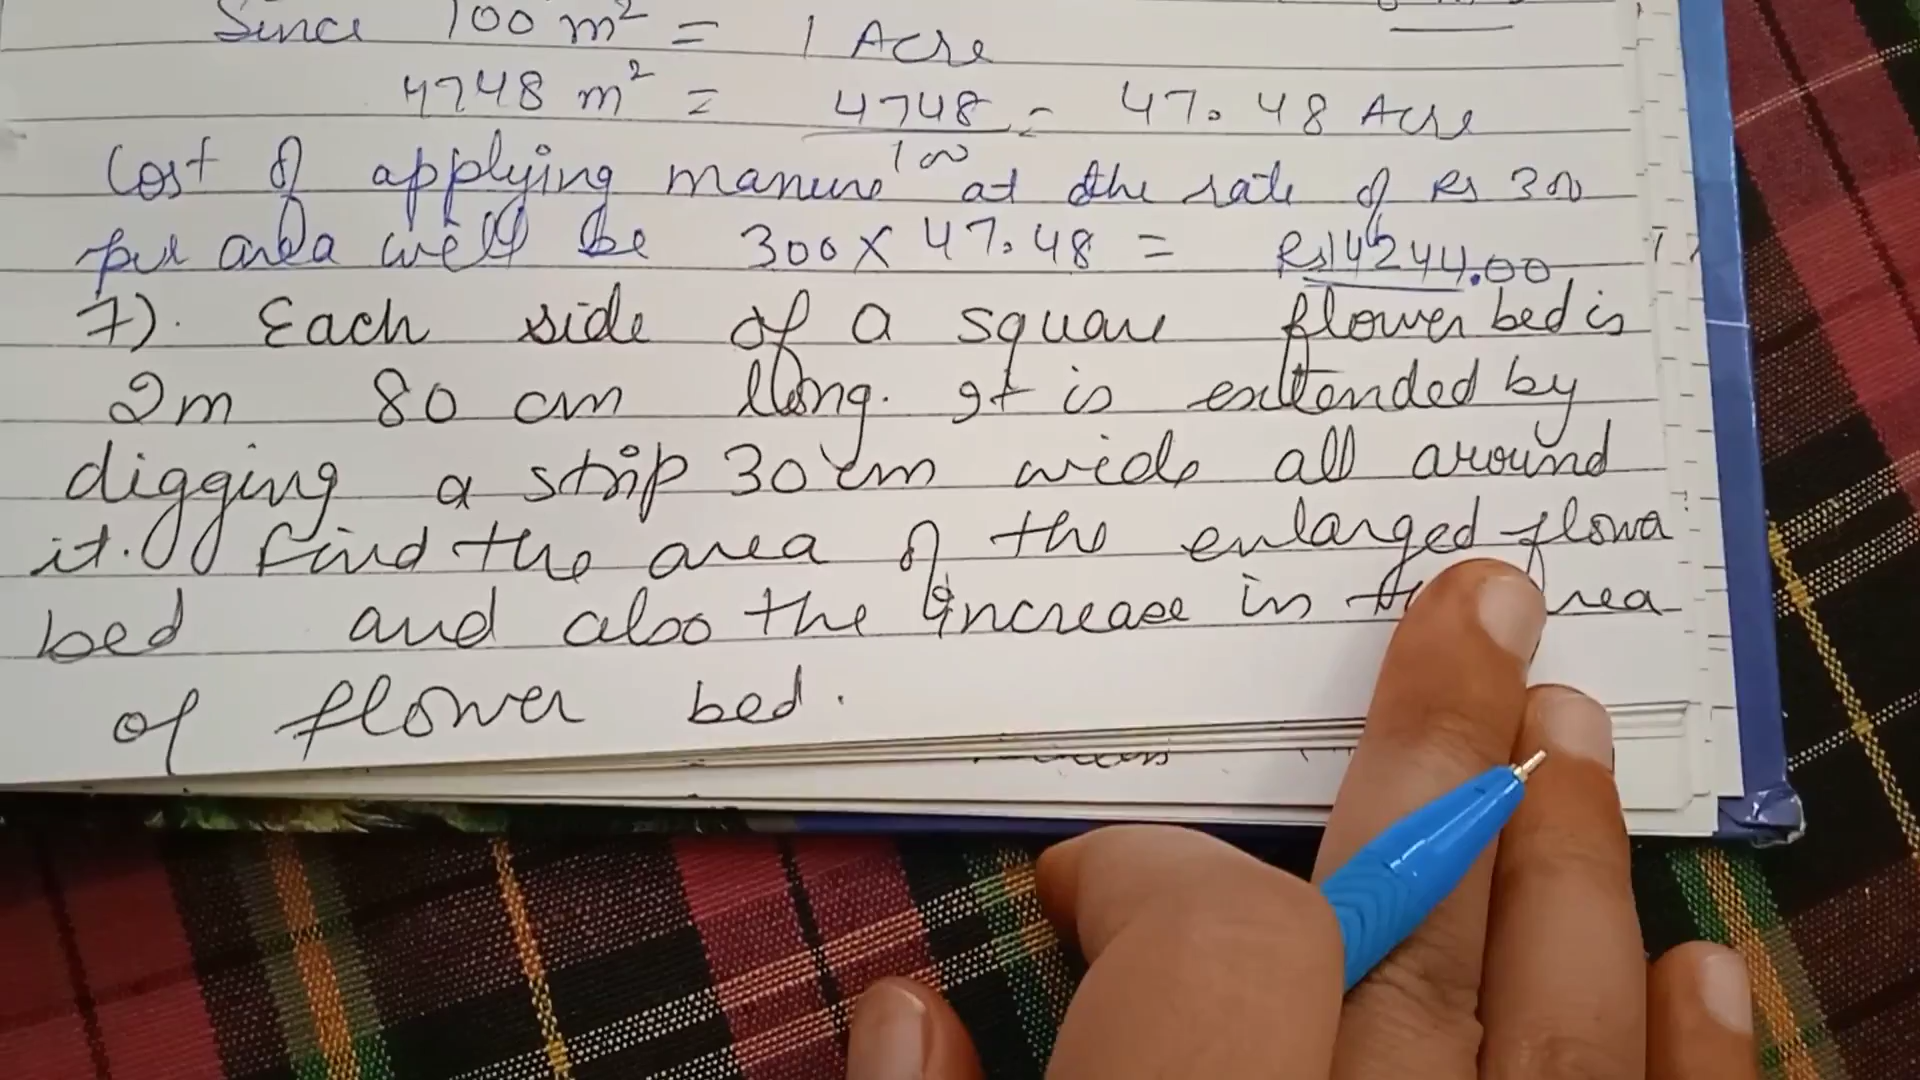 Since 100 m² = 1 Acre
4748 m² = 4748/100 = 47.48 Acre
Cost of applying manure at the rate of Rs 300
per area will be 300 x 47.48 = Rs 14244.00
7). Each side of a square flower bed is
2m 80 cm long. It is extended by
digging a strip 30 cm wide all around
it. Find the area of the enlarged flower
bed and also the increase in area
of flower bed.